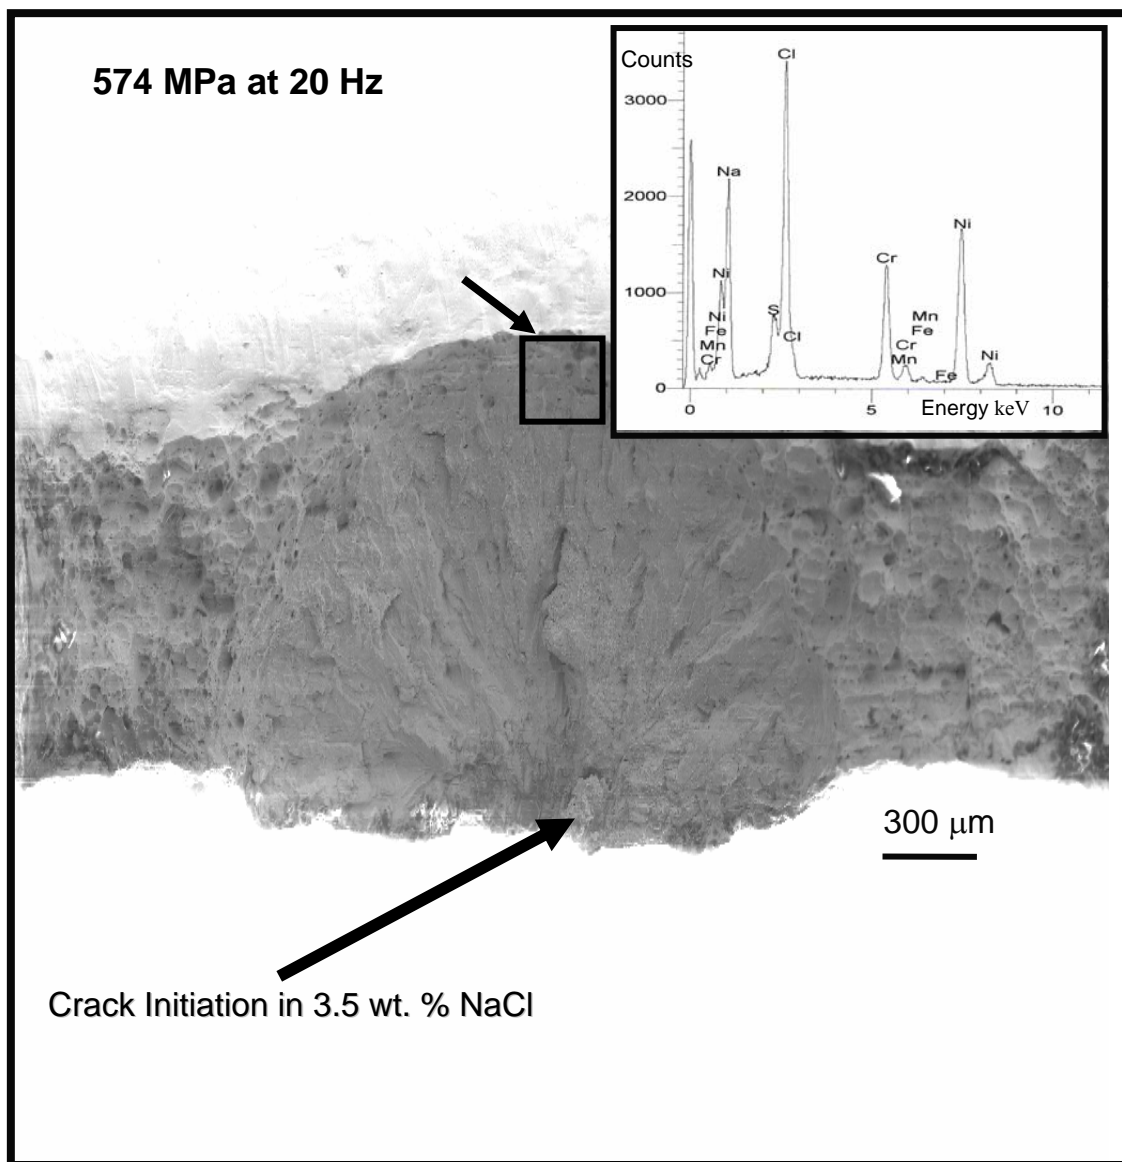 574 MPa at 20 Hz
Counts
Cl
3000
Na
2000
Ni
Cr
Ni
1000
S
Ni
Fe
Mn
Cr
Cl
Mn
Fe
Cr
Mn
Fe
Ni
0
0
5
Energy keV
10
300 μm
Crack Initiation in 3.5 wt. % NaCl